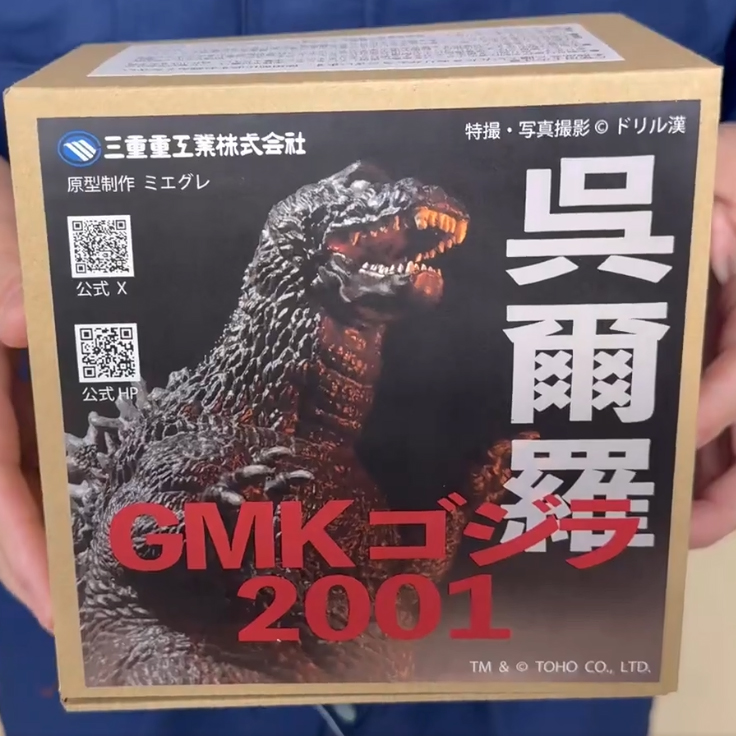 三重重工業株式会社
特撮・写真撮影 © ドリル漢
原型制作 ミエグレ
公式 X
公式 HP
呉爾羅
GMKゴジラ
2001
TM & © TOHO CO., LTD.